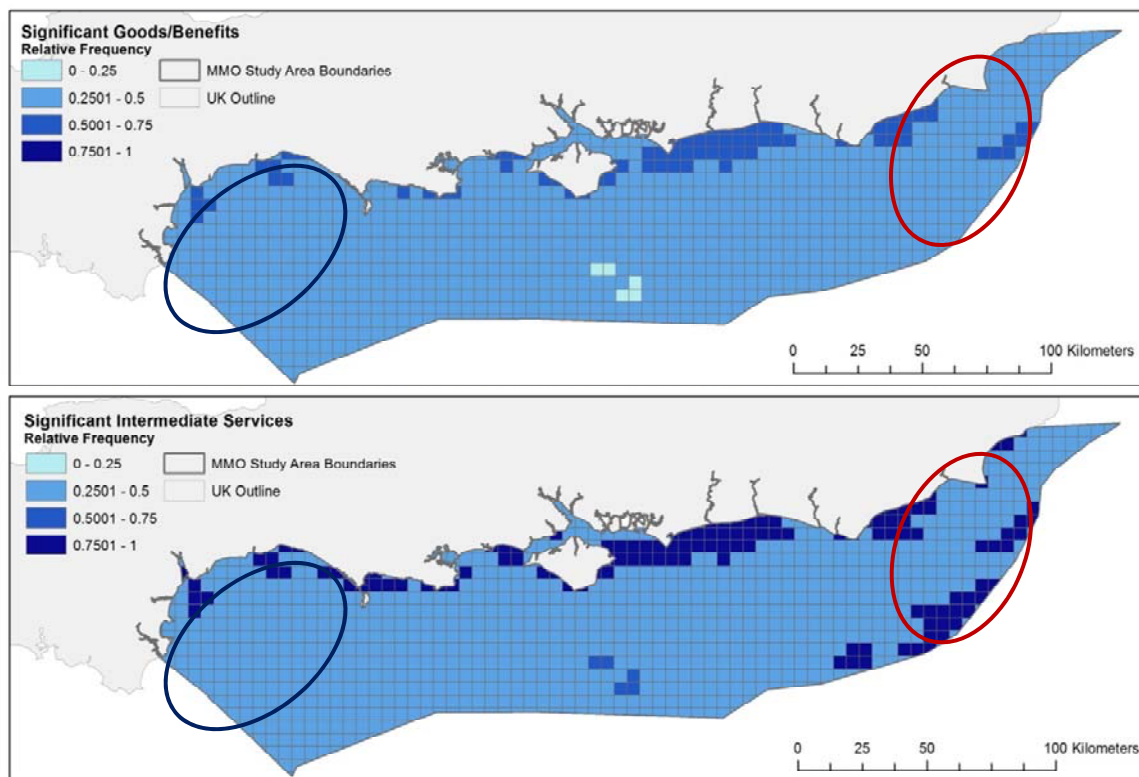 Significant Goods/Benefits
Relative Frequency
0 - 0.25 MMO Study Area Boundaries
0.2501 - 0.5 UK Outline
0.5001 - 0.75
0.7501 - 1
0 25 50 100 Kilometers
Significant Intermediate Services
Relative Frequency
0 - 0.25 MMO Study Area Boundaries
0.2501 - 0.5 UK Outline
0.5001 - 0.75
0.7501 - 1
0 25 50 100 Kilometers